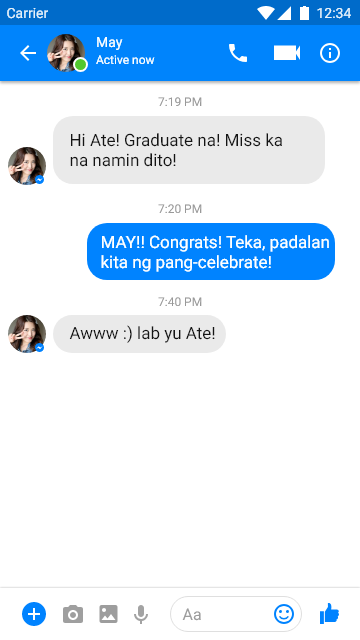 Carrier 12:34
May
Active now
7:19 PM
Hi Ate! Graduate na! Miss ka
na namin dito!
7:20 PM
MAY!! Congrats! Teka, padalan
kita ng pang-celebrate!
7:40 PM
Awww :) lab yu Ate!
Aa